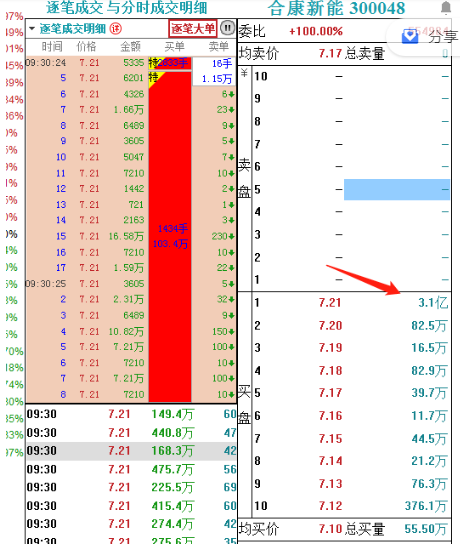 逐笔成交 与分时成交明细
合康新能 300048
逐笔成交明细 逐笔大单
委比 +100.00%
分享
时间 价格 金额 买单 卖单
均卖价 7.17 总卖量 0
09:30:24 7.21 5335 特 2833手 16手
5 7.21 6201 特 1.15万
6 7.21 4326 6
7 7.21 1.66万 23
8 7.21 6489 9
9 7.21 3605 5
10 7.21 5047 7
11 7.21 7210 10
12 7.21 1442 2
13 7.21 721 1
14 7.21 2163 3
15 7.21 16.58万 1434手 103.4万 230
16 7.21 7210 10
17 7.21 1.59万 22
09:30:25 7.21 3605 5
2 7.21 2.31万 32
3 7.21 6489 9
4 7.21 10.82万 150
5 7.21 7.21万 100
6 7.21 7210 10
7 7.21 7.21万 100
8 7.21 7210 10
09:30 7.21 149.4万 60
09:30 7.21 440.8万 47
09:30 7.21 168.3万 42
09:30 7.21 475.7万 56
09:30 7.21 225.5万 69
09:30 7.21 415.4万 60
09:30 7.21 274.4万 42
09:30 7.21 275.6万 35
¥
卖盘
10 —
9 —
8 —
7 —
6 —
5 —
4 —
3 —
2 —
1 —
买盘
1 7.21 3.1亿
2 7.20 82.5万
3 7.19 16.5万
4 7.18 82.9万
5 7.17 39.7万
6 7.16 11.7万
7 7.15 44.5万
8 7.14 21.2万
9 7.13 76.3万
10 7.12 376.1万
均买价 7.10 总买量 55.50万